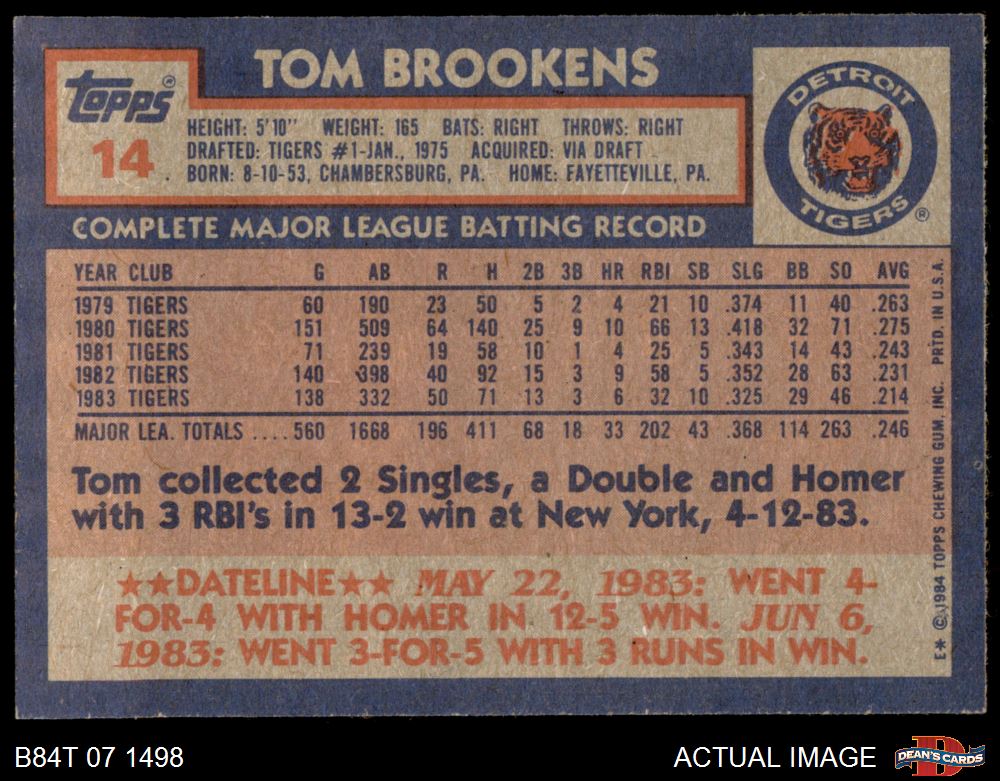 TOM BROOKENS
Topps®
14
HEIGHT: 5'10" WEIGHT: 165 BATS: RIGHT THROWS: RIGHT
DRAFTED: TIGERS #1-JAN., 1975 ACQUIRED: VIA DRAFT
BORN: 8-10-53, CHAMBERSBURG, PA. HOME: FAYETTEVILLE, PA.
DETROIT
TIGERS®
COMPLETE MAJOR LEAGUE BATTING RECORD
YEAR CLUB G AB R H 2B 3B HR RBI SB SLG BB SO AVG
1979 TIGERS 60 190 23 50 5 2 4 21 10 .374 11 40 .263
1980 TIGERS 151 509 64 140 25 9 10 66 13 .418 32 71 .275
1981 TIGERS 71 239 19 58 10 1 4 25 5 .343 14 43 .243
1982 TIGERS 140 398 40 92 15 3 9 58 5 .352 28 63 .231
1983 TIGERS 138 332 50 71 13 3 6 32 10 .325 29 46 .214
MAJOR LEA. TOTALS ....560 1668 196 411 68 18 33 202 43 .368 114 263 .246
Tom collected 2 Singles, a Double and Homer
with 3 RBI's in 13-2 win at New York, 4-12-83.
★★DATELINE★★ MAY 22, 1983: WENT 4-
FOR-4 WITH HOMER IN 12-5 WIN. JUN 6,
1983: WENT 3-FOR-5 WITH 3 RUNS IN WIN.
E* ©1984 TOPPS CHEWING GUM, INC. PRTD. IN U.S.A.
B84T 07 1498
ACTUAL IMAGE
D
DEAN'S CARDS